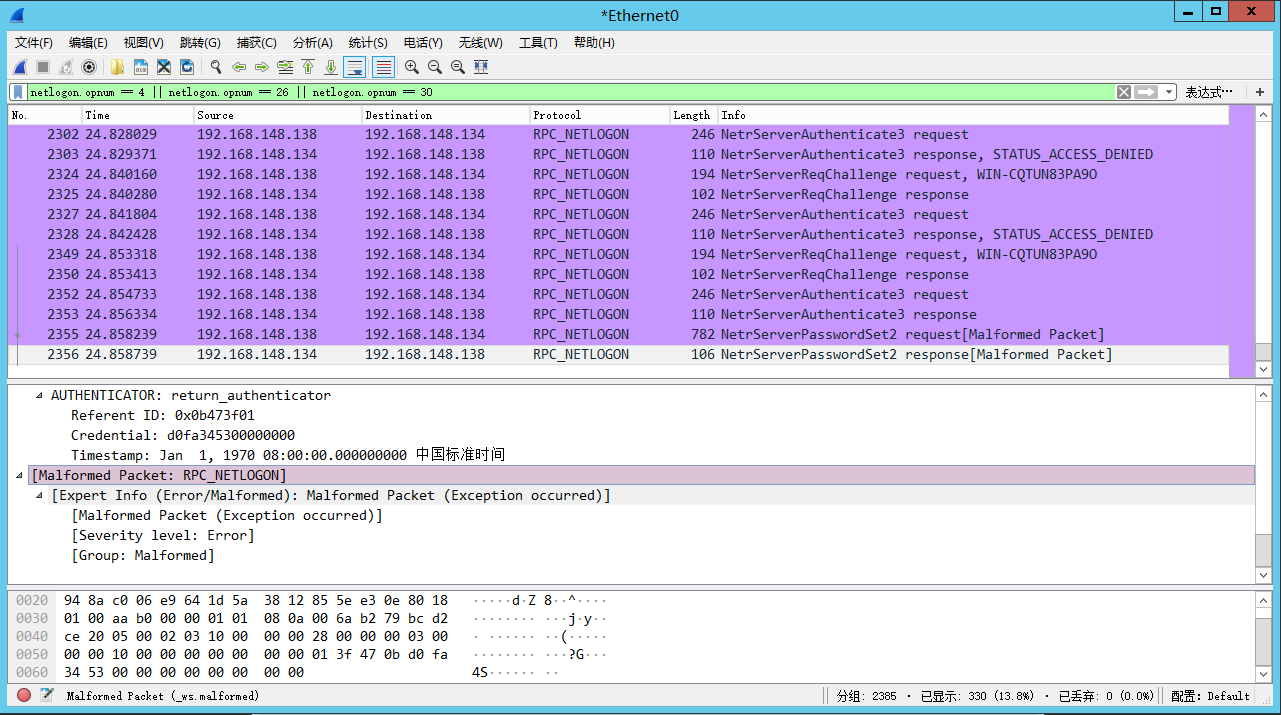 *Ethernet0
文件(F) 编辑(E) 视图(V) 跳转(G) 捕获(C) 分析(A) 统计(S) 电话(Y) 无线(W) 工具(T) 帮助(H)
netlogon.opnum == 4 || netlogon.opnum == 26 || netlogon.opnum == 30 表达式… +
No. Time Source Destination Protocol Length Info
2302 24.828029 192.168.148.138 192.168.148.134 RPC_NETLOGON 246 NetrServerAuthenticate3 request
2303 24.829371 192.168.148.134 192.168.148.138 RPC_NETLOGON 110 NetrServerAuthenticate3 response, STATUS_ACCESS_DENIED
2324 24.840160 192.168.148.138 192.168.148.134 RPC_NETLOGON 194 NetrServerReqChallenge request, WIN-CQTUN83PA9O
2325 24.840280 192.168.148.134 192.168.148.138 RPC_NETLOGON 102 NetrServerReqChallenge response
2327 24.841804 192.168.148.138 192.168.148.134 RPC_NETLOGON 246 NetrServerAuthenticate3 request
2328 24.842428 192.168.148.134 192.168.148.138 RPC_NETLOGON 110 NetrServerAuthenticate3 response, STATUS_ACCESS_DENIED
2349 24.853318 192.168.148.138 192.168.148.134 RPC_NETLOGON 194 NetrServerReqChallenge request, WIN-CQTUN83PA9O
2350 24.853413 192.168.148.134 192.168.148.138 RPC_NETLOGON 102 NetrServerReqChallenge response
2352 24.854733 192.168.148.138 192.168.148.134 RPC_NETLOGON 246 NetrServerAuthenticate3 request
2353 24.856334 192.168.148.134 192.168.148.138 RPC_NETLOGON 110 NetrServerAuthenticate3 response
2355 24.858239 192.168.148.138 192.168.148.134 RPC_NETLOGON 782 NetrServerPasswordSet2 request[Malformed Packet]
2356 24.858739 192.168.148.134 192.168.148.138 RPC_NETLOGON 106 NetrServerPasswordSet2 response[Malformed Packet]
AUTHENTICATOR: return_authenticator
Referent ID: 0x0b473f01
Credential: d0fa345300000000
Timestamp: Jan  1, 1970 08:00:00.000000000 中国标准时间
[Malformed Packet: RPC_NETLOGON]
[Expert Info (Error/Malformed): Malformed Packet (Exception occurred)]
[Malformed Packet (Exception occurred)]
[Severity level: Error]
[Group: Malformed]
0020 94 8a c0 06 e9 64 1d 5a 38 12 85 5e e3 0e 80 18 ·····d·Z 8··^····
0030 01 00 aa b0 00 00 01 01 08 0a 00 6a b2 79 bc d2 ········ ···j·y··
0040 ce 20 05 00 02 03 10 00 00 00 28 00 00 00 03 00 · ······ ··(·····
0050 00 00 10 00 00 00 00 00 00 00 01 3f 47 0b d0 fa ········ ···?G···
0060 34 53 00 00 00 00 00 00 00 00 4S······ ··
Malformed Packet (_ws.malformed) 分组: 2385 · 已显示: 330 (13.8%) · 已丢弃: 0 (0.0%) 配置: Default